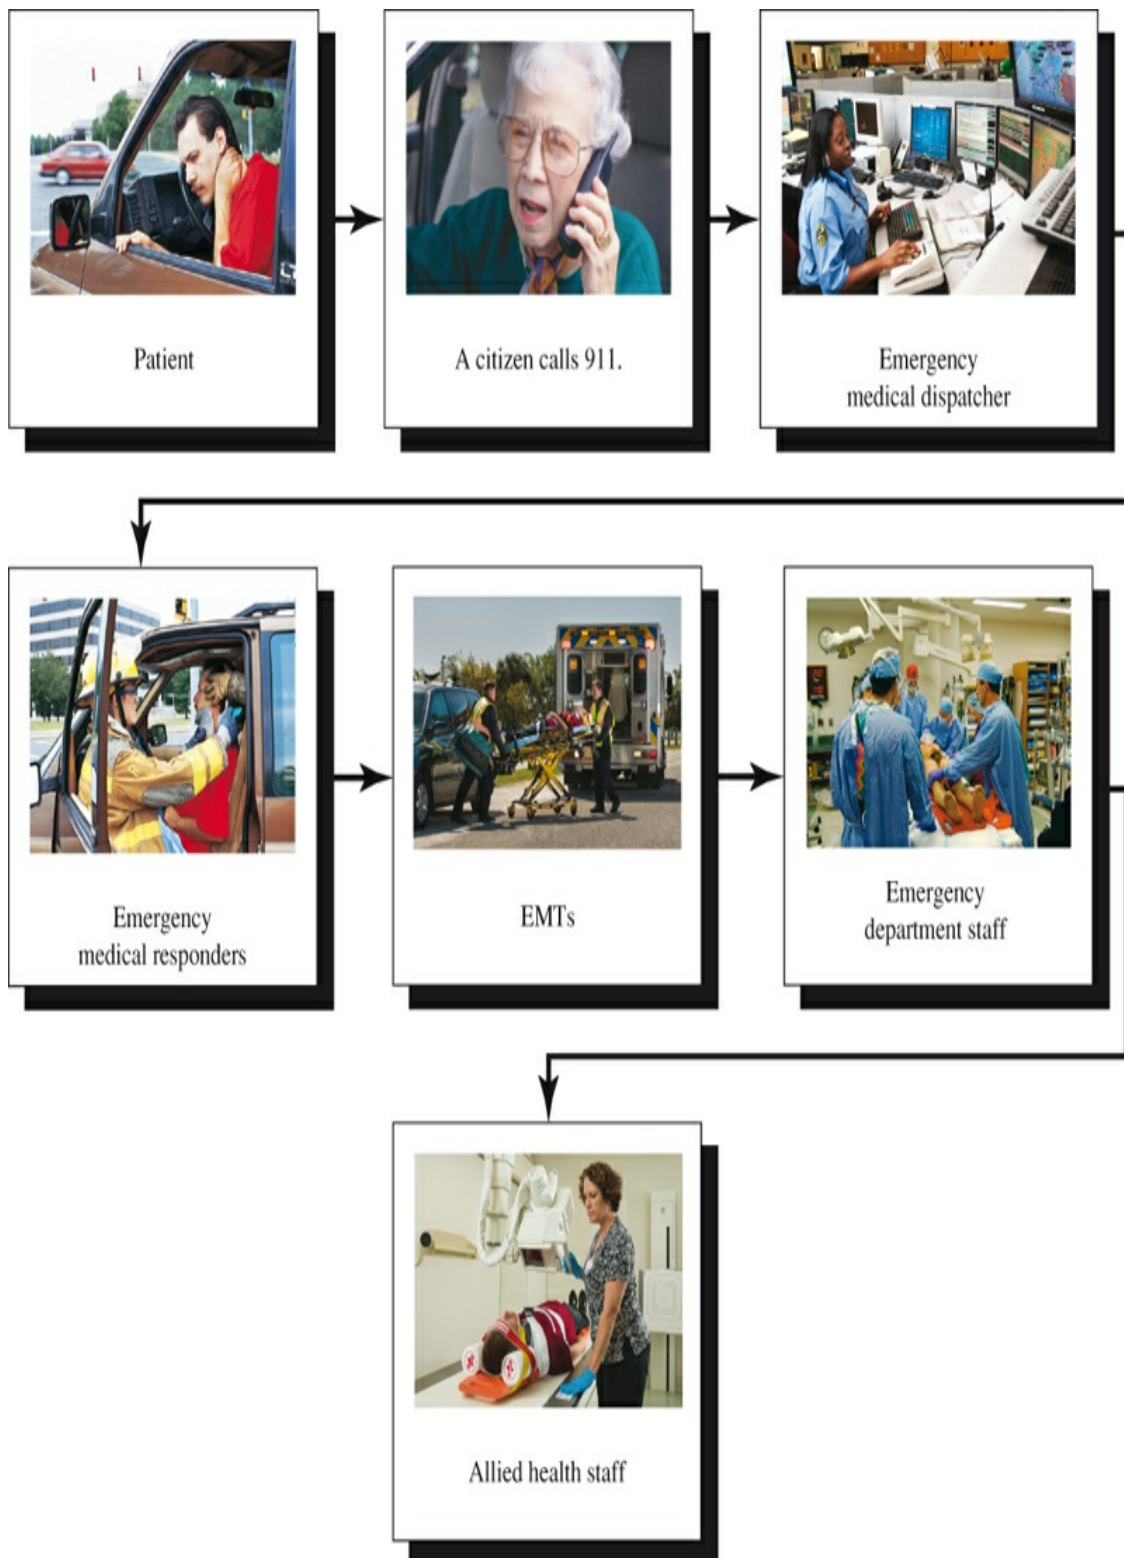 Patient
A citizen calls 911.
Emergency
medical dispatcher
Emergency
medical responders
EMTs
Emergency
department staff
Allied health staff